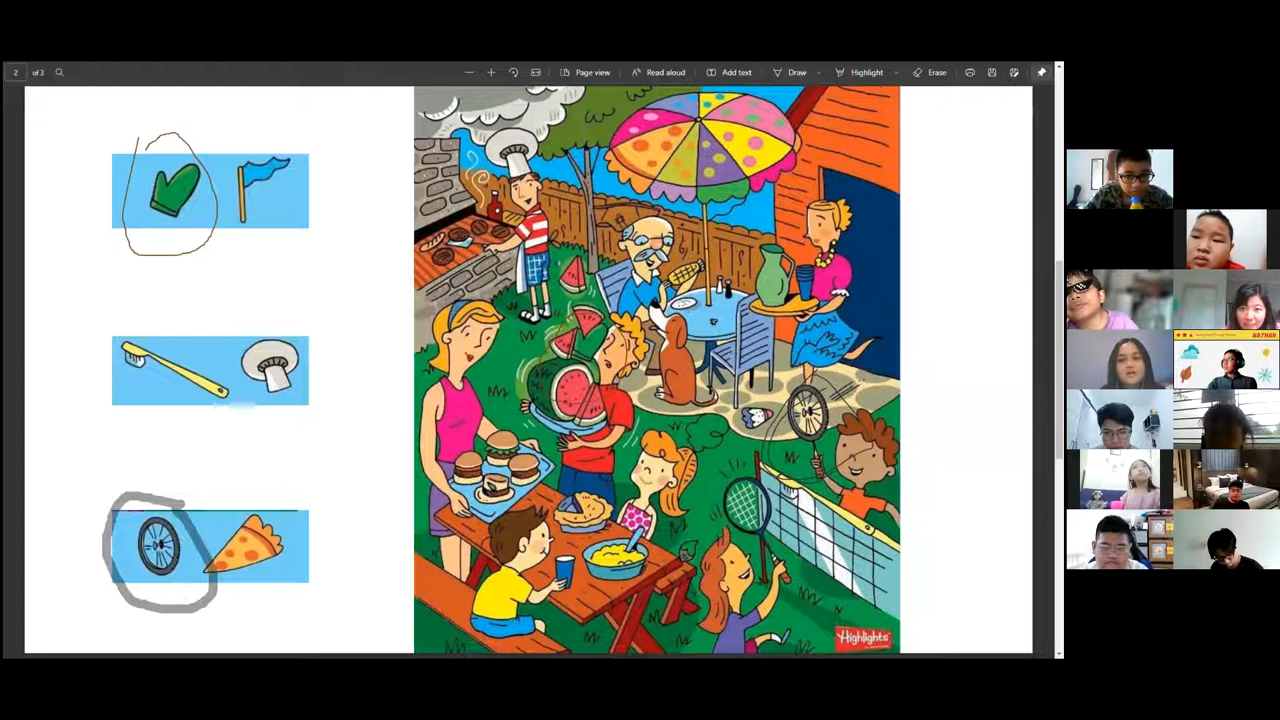 2 of 3
Page view
Read aloud
Add text
Draw
Highlight
Erase
Highlights